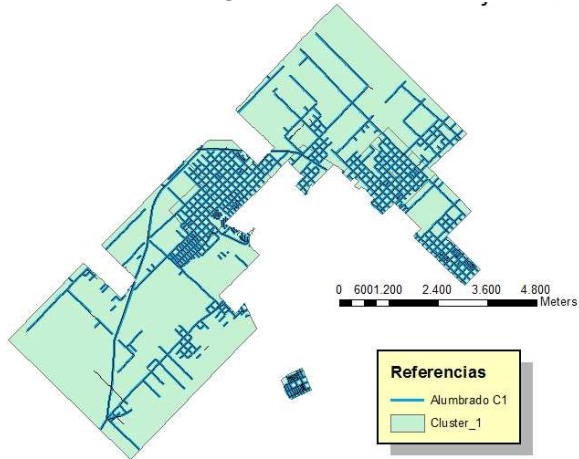 0 6001.200 2.400 3.600 4.800
Meters
Referencias
Alumbrado C1
Cluster_1